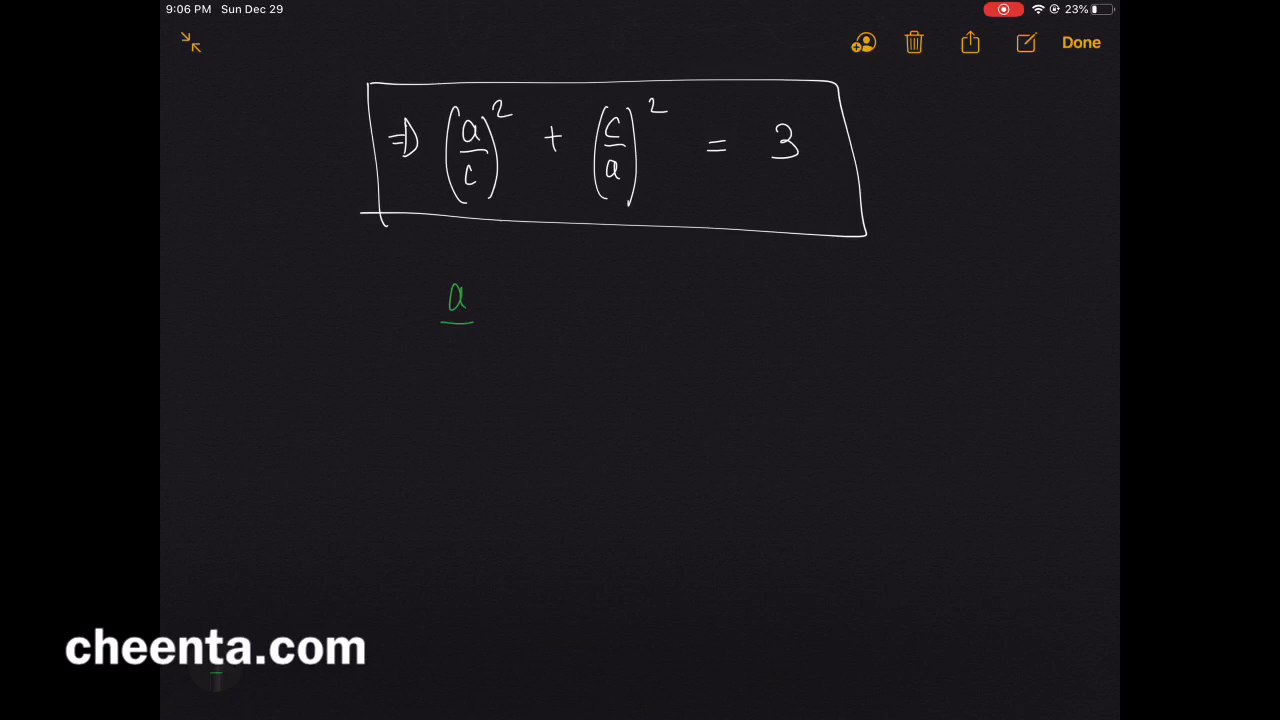 9:06 PM Sun Dec 29
23%
Done
⇒ (a/c)² + (c/a)² = 3
a
cheenta.com